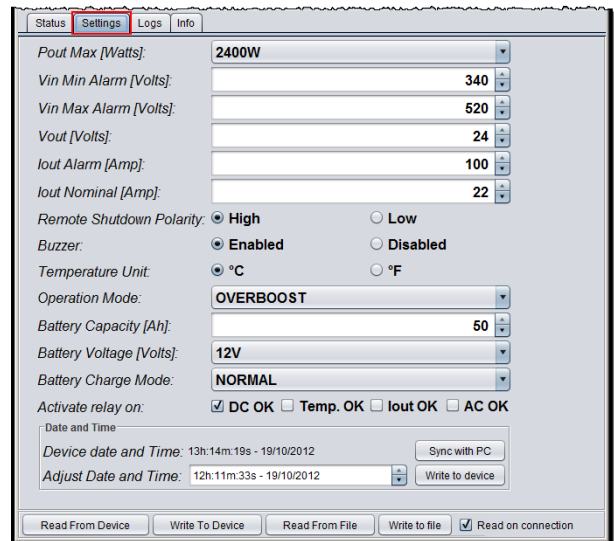 Status Settings Logs Info
Pout Max [Watts]: 2400W
Vin Min Alarm [Volts]: 340
Vin Max Alarm [Volts]: 520
Vout [Volts]: 24
Iout Alarm [Amp]: 100
Iout Nominal [Amp]: 22
Remote Shutdown Polarity: High Low
Buzzer: Enabled Disabled
Temperature Unit: °C °F
Operation Mode: OVERBOOST
Battery Capacity [Ah]: 50
Battery Voltage [Volts]: 12V
Battery Charge Mode: NORMAL
Activate relay on: DC OK Temp. OK Iout OK AC OK
Date and Time
Device date and Time: 13h:14m:19s - 19/10/2012 Sync with PC
Adjust Date and Time: 12h:11m:33s - 19/10/2012 Write to device
Read From Device Write To Device Read From File Write to file Read on connection